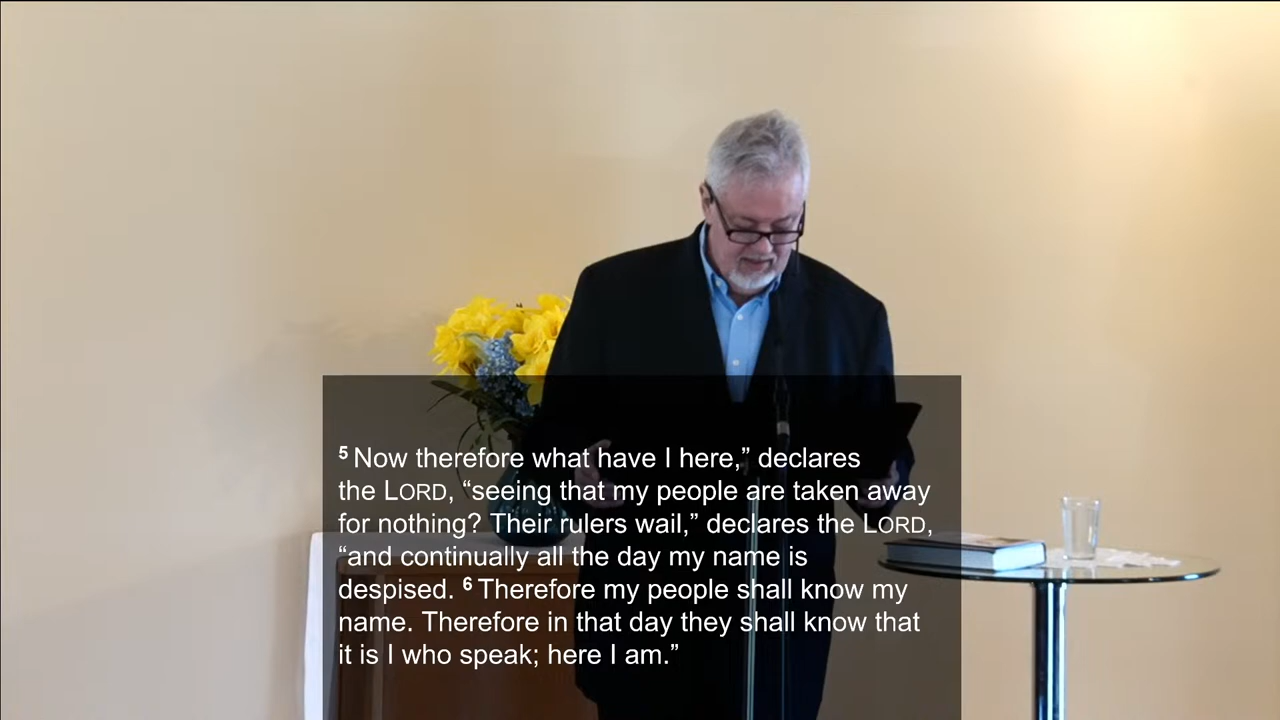 5 Now therefore what have I here,” declares
the LORD, “seeing that my people are taken away
for nothing? Their rulers wail,” declares the LORD,
“and continually all the day my name is
despised. 6 Therefore my people shall know my
name. Therefore in that day they shall know that
it is I who speak; here I am.”